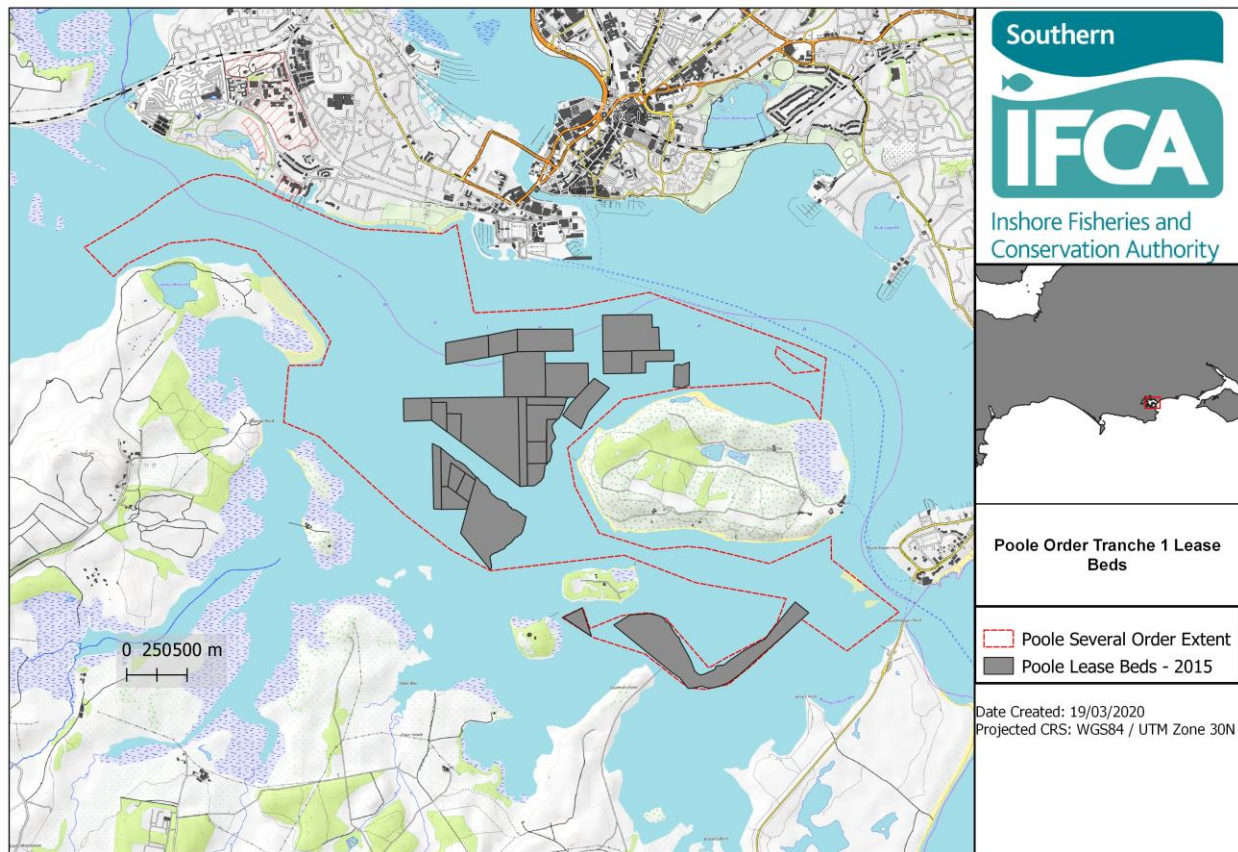 Southern
IFCA
Inshore Fisheries and
Conservation Authority
Poole Order Tranche 1 Lease
Beds
Poole Several Order Extent
Poole Lease Beds - 2015
Date Created: 19/03/2020
Projected CRS: WGS84 / UTM Zone 30N
0 250500 m